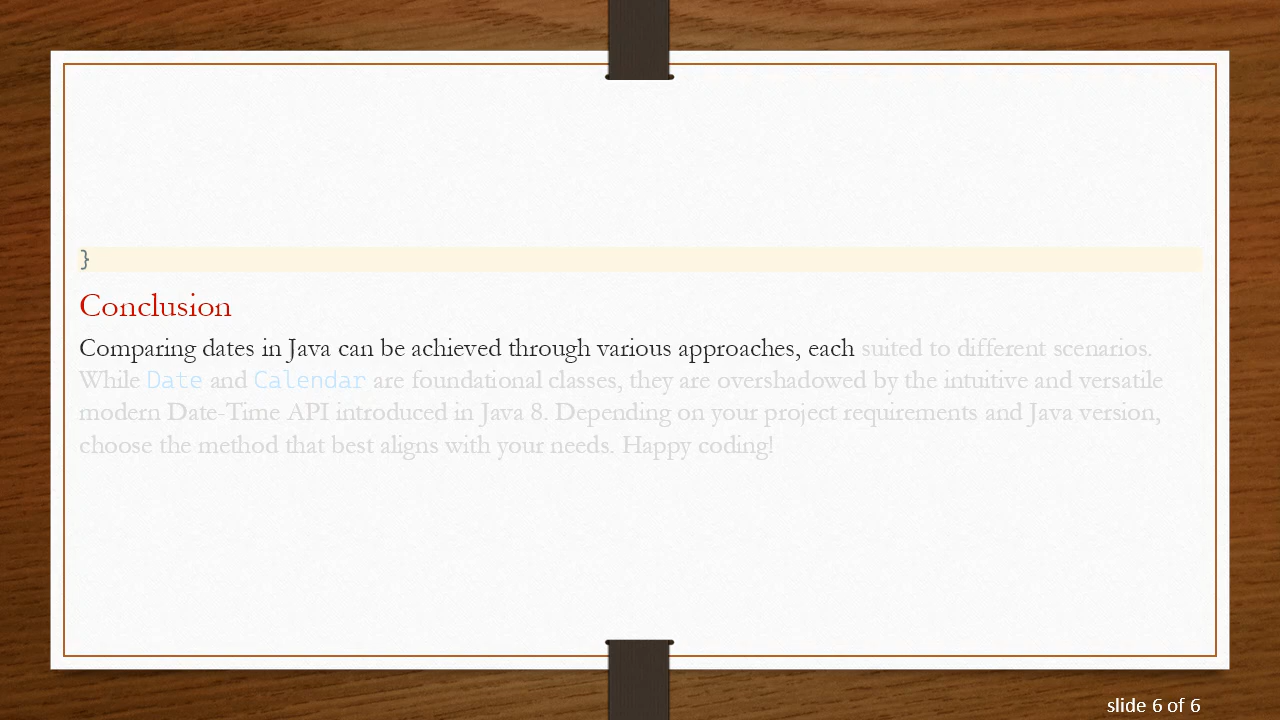 }
Conclusion
Comparing dates in Java can be achieved through various approaches, each suited to different scenarios.
While Date and Calendar are foundational classes, they are overshadowed by the intuitive and versatile
modern Date-Time API introduced in Java 8. Depending on your project requirements and Java version,
choose the method that best aligns with your needs. Happy coding!
slide 6 of 6